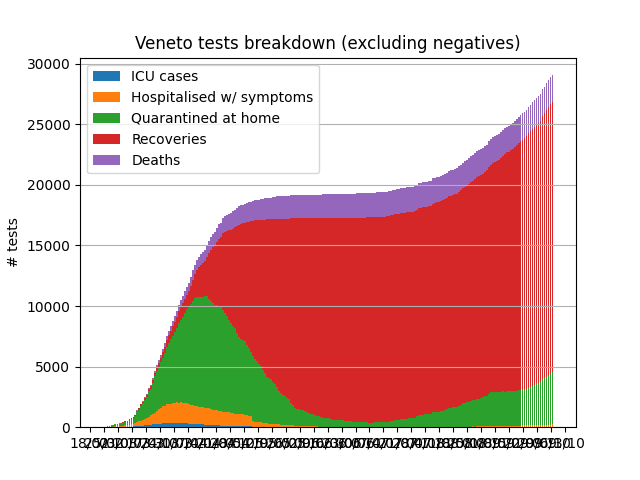 Veneto tests breakdown (excluding negatives)
30000
25000
20000
15000
10000
5000
0
# tests
ICU cases
Hospitalised w/ symptoms
Quarantined at home
Recoveries
Deaths